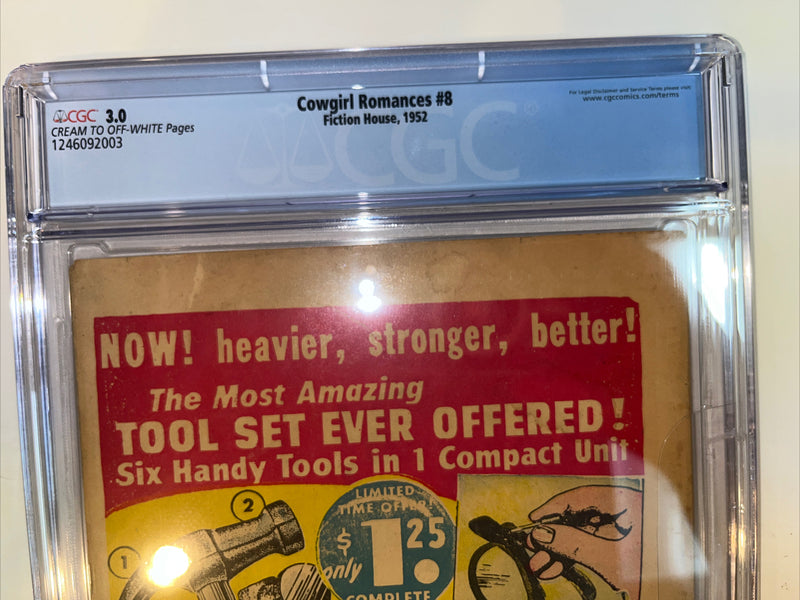 CGC 3.0
CREAM TO OFF-WHITE Pages
1246092003
Cowgirl Romances #8
Fiction House, 1952
For Legal Disclaimer and Service Terms please visit:
www.cgccomics.com/terms
CGC
NOW! heavier, stronger, better!
The Most Amazing
TOOL SET EVER OFFERED!
Six Handy Tools in 1 Compact Unit
1
2
LIMITED
TIME OFFER!
only $1.25
COMPLETE